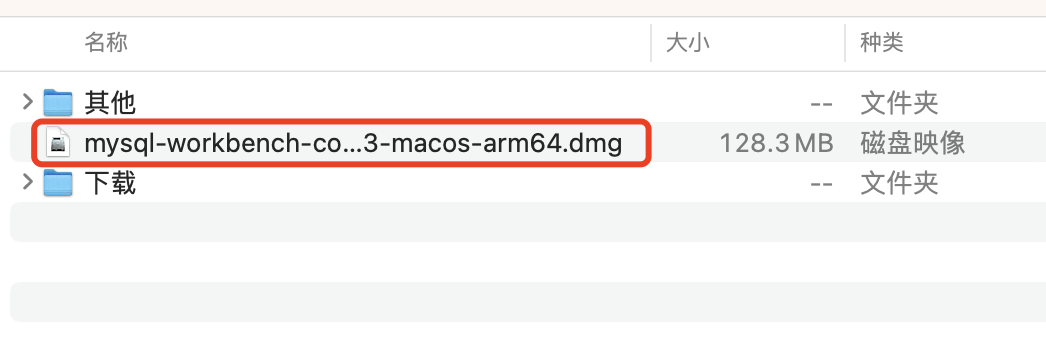 名称 大小 种类
其他 -- 文件夹
mysql-workbench-co...3-macos-arm64.dmg 128.3 MB 磁盘映像
下载 -- 文件夹